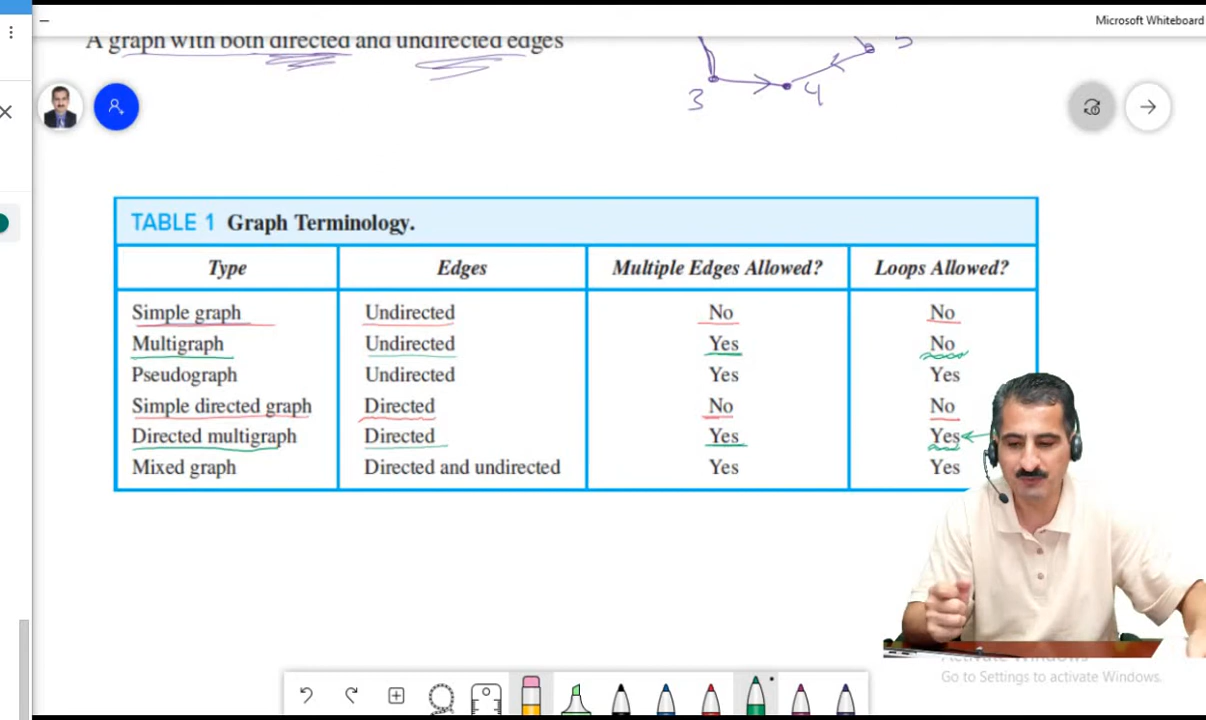 Microsoft Whiteboard
A graph with both directed and undirected edges
3
4
5
TABLE 1 Graph Terminology.
Type Edges Multiple Edges Allowed? Loops Allowed?
Simple graph Undirected No No
Multigraph Undirected Yes No
Pseudograph Undirected Yes Yes
Simple directed graph Directed No No
Directed multigraph Directed Yes Yes
Mixed graph Directed and undirected Yes Yes
Activate Windows
Go to Settings to activate Windows.